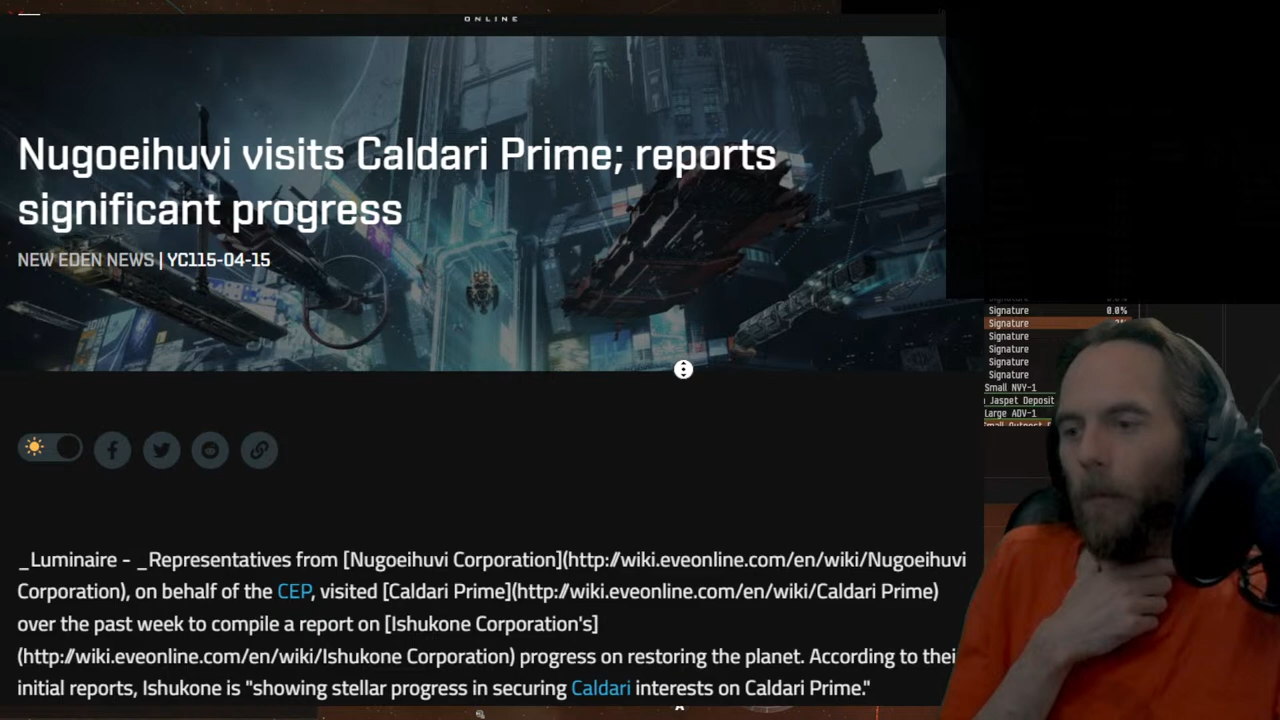 ONLINE
Nugoeihuvi visits Caldari Prime; reports
significant progress
NEW EDEN NEWS | YC115-04-15
Signature 0.0%
Signature
Signature
Signature
Signature
Small NVY-1
Jaspet Deposit
Large ADV-1
_Luminaire - _Representatives from [Nugoeihuvi Corporation](http://wiki.eveonline.com/en/wiki/Nugoeihuvi
Corporation), on behalf of the CEP, visited [Caldari Prime](http://wiki.eveonline.com/en/wiki/Caldari Prime)
over the past week to compile a report on [Ishukone Corporation's]
(http://wiki.eveonline.com/en/wiki/Ishukone Corporation) progress on restoring the planet. According to thei
initial reports, Ishukone is "showing stellar progress in securing Caldari interests on Caldari Prime."